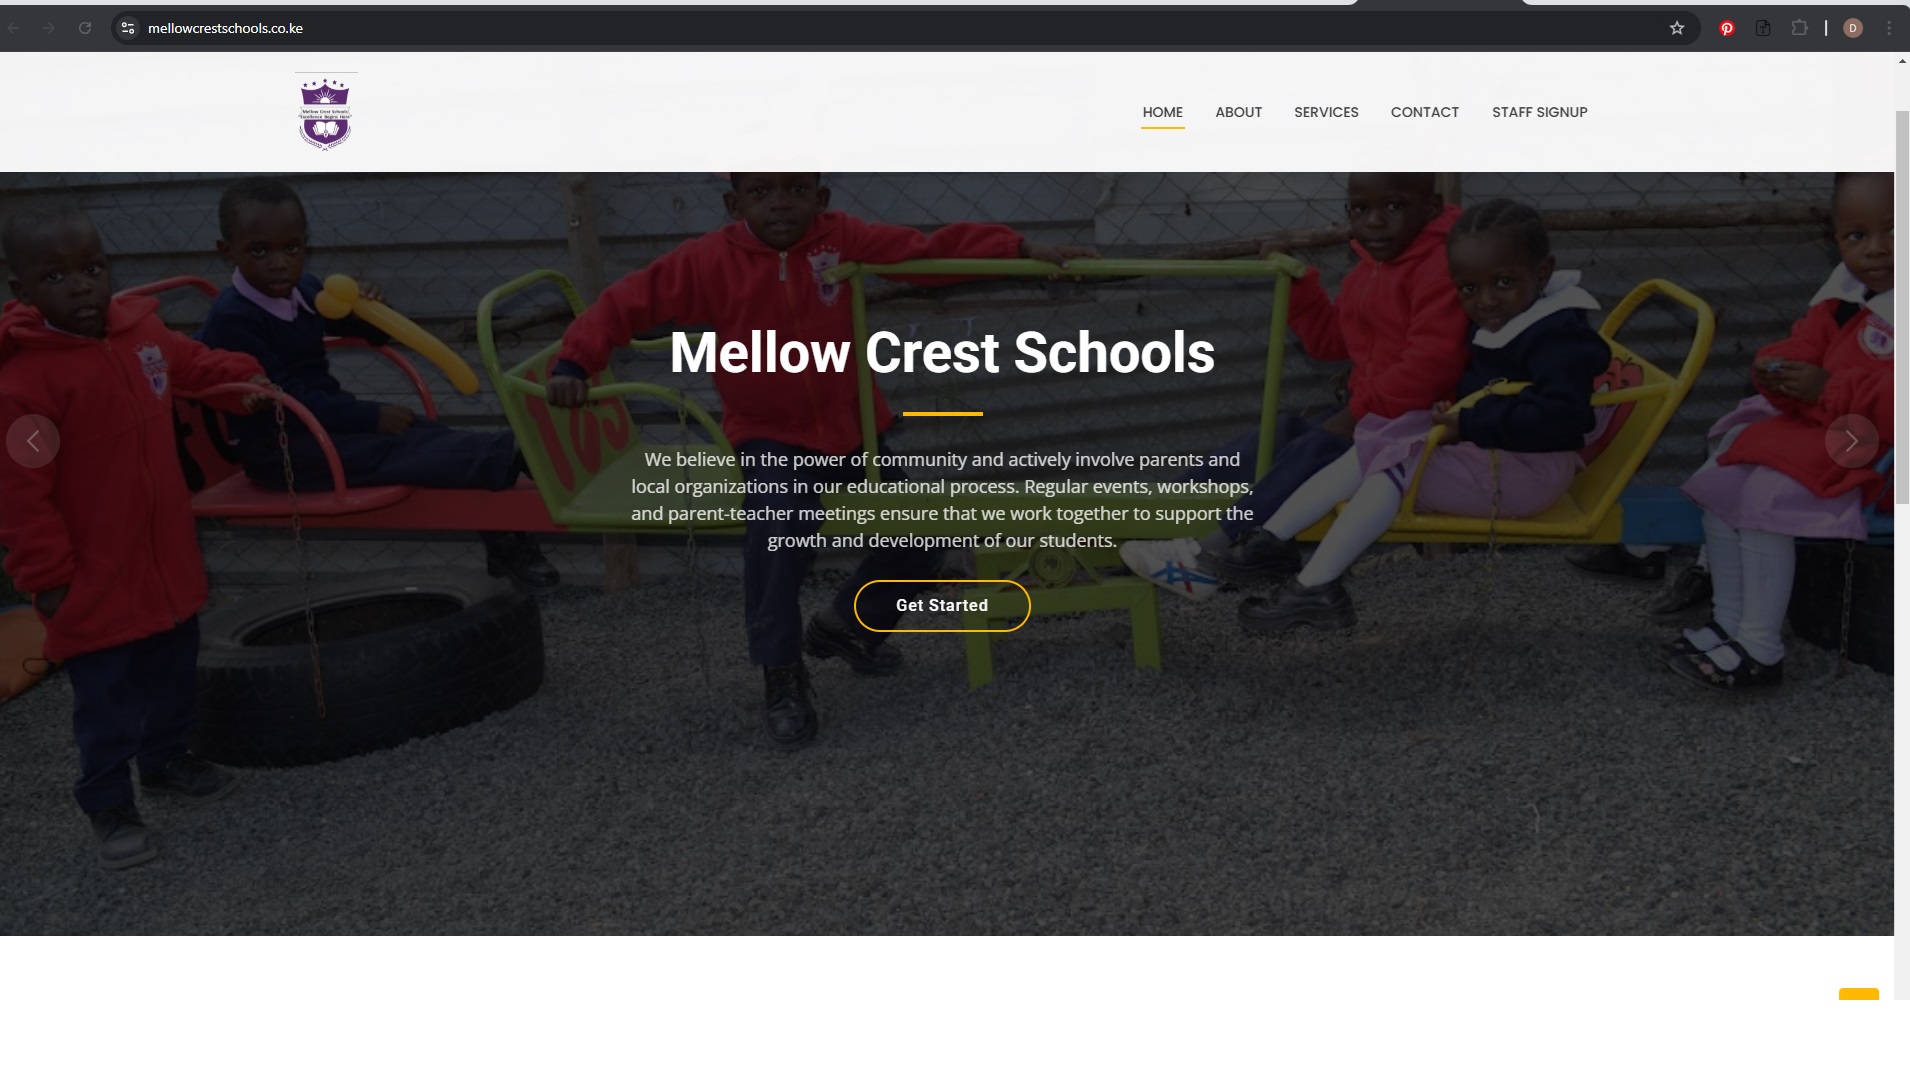 mellowcrestschools.co.ke
D
Mellow Crest Schools
"Excellence Begins Here"
HOME ABOUT SERVICES CONTACT STAFF SIGNUP
Mellow Crest Schools
We believe in the power of community and actively involve parents and
local organizations in our educational process. Regular events, workshops,
and parent-teacher meetings ensure that we work together to support the
growth and development of our students.
Get Started